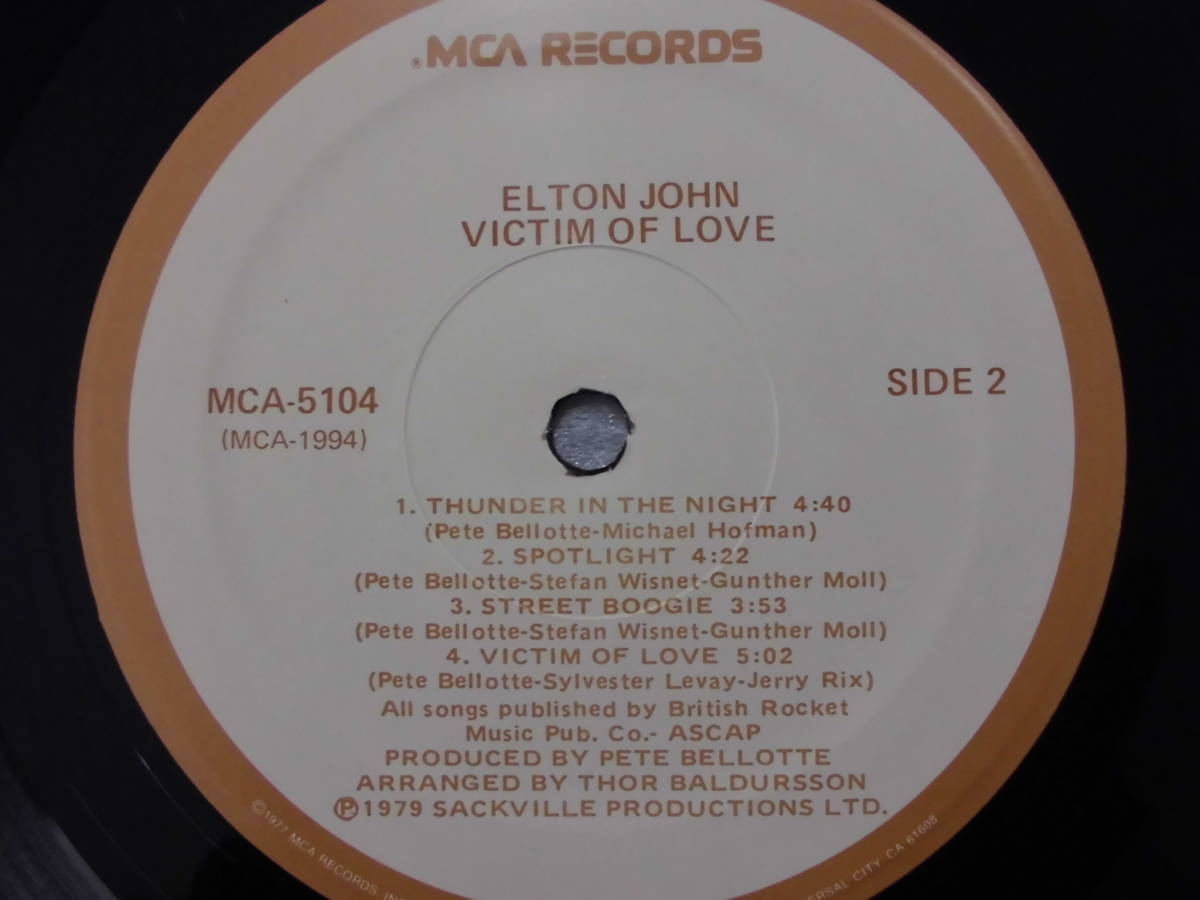 ®MCA RECORDS
ELTON JOHN
VICTIM OF LOVE
MCA-5104
(MCA-1994)
SIDE 2
1. THUNDER IN THE NIGHT 4:40
(Pete Bellotte-Michael Hofman)
2. SPOTLIGHT 4:22
(Pete Bellotte-Stefan Wisnet-Gunther Moll)
3. STREET BOOGIE 3:53
(Pete Bellotte-Stefan Wisnet-Gunther Moll)
4. VICTIM OF LOVE 5:02
(Pete Bellotte-Sylvester Levay-Jerry Rix)
All songs published by British Rocket
Music Pub. Co.- ASCAP
PRODUCED BY PETE BELLOTTE
ARRANGED BY THOR BALDURSSON
℗1979 SACKVILLE PRODUCTIONS LTD.
©1977 MCA RECORDS, IN
ERSAL CITY, CA 61608